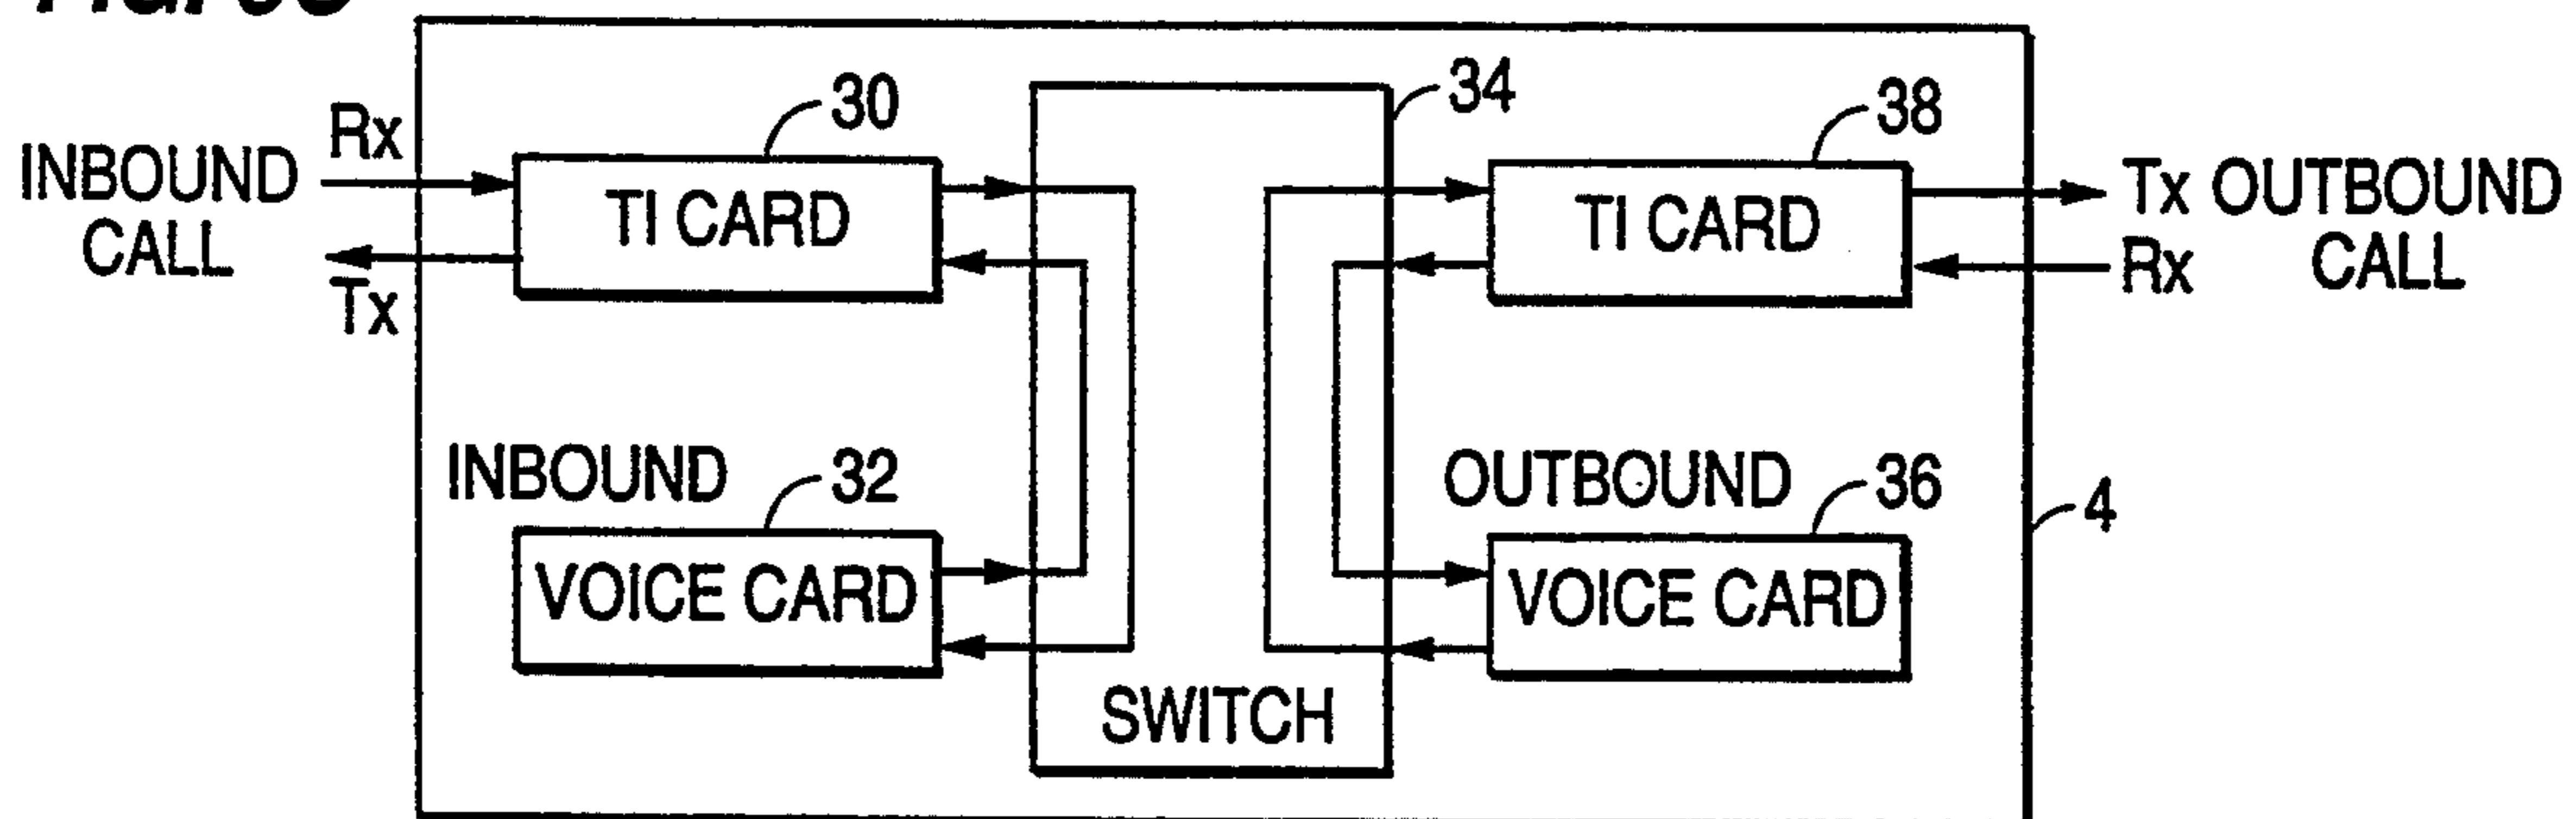 30
34
38
Rx
INBOUND
CALL
Tx
TI CARD
TI CARD
Tx OUTBOUND
Rx CALL
INBOUND
32
OUTBOUND
36
4
VOICE CARD
VOICE CARD
SWITCH